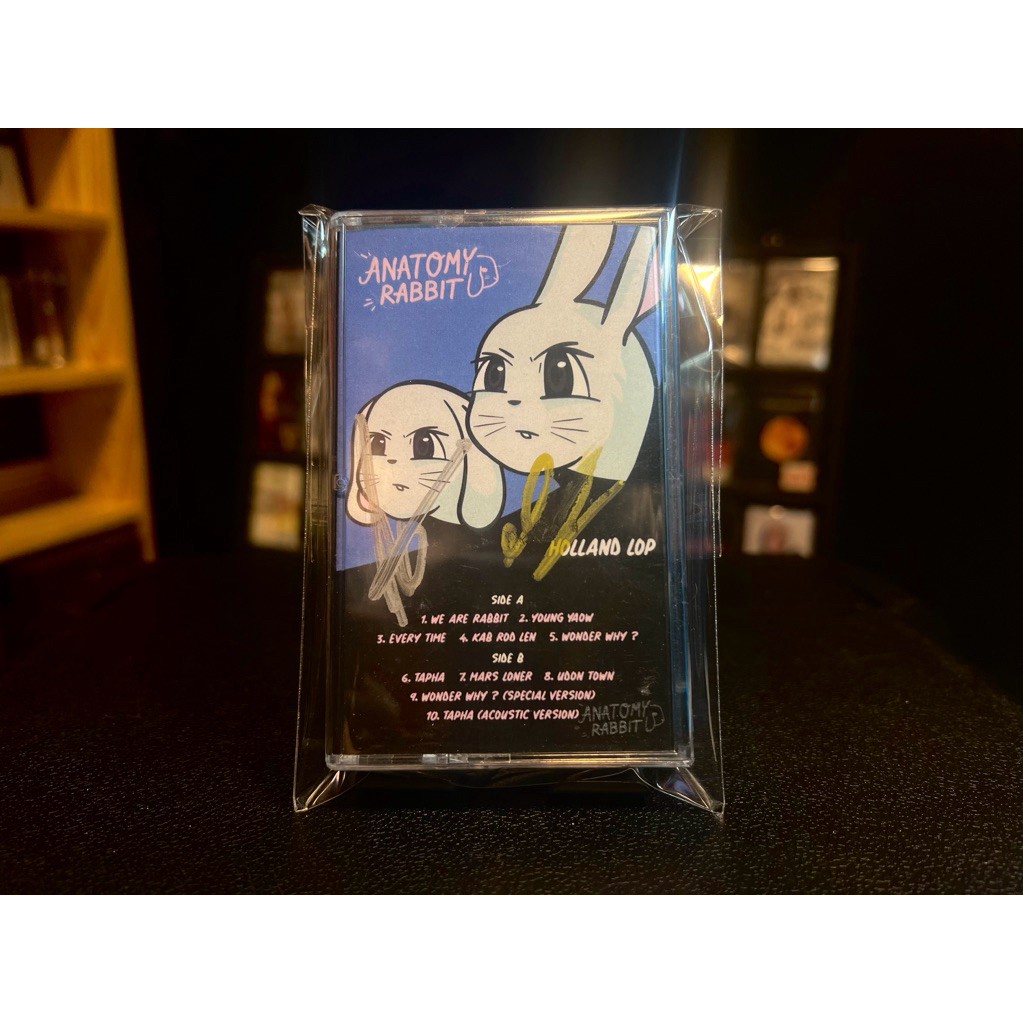 ANATOMY
RABBIT
HOLLAND LOP
SIDE A
1. WE ARE RABBIT 2. YOUNG YAOW
3. EVERY TIME 4. KAB ROD LEN 5. WONDER WHY ?
SIDE B
6. TAPHA 7. MARS LONER 8. UDON TOWN
9. WONDER WHY ? (SPECIAL VERSION)
10. TAPHA (ACOUSTIC VERSION)
ANATOMY
RABBIT